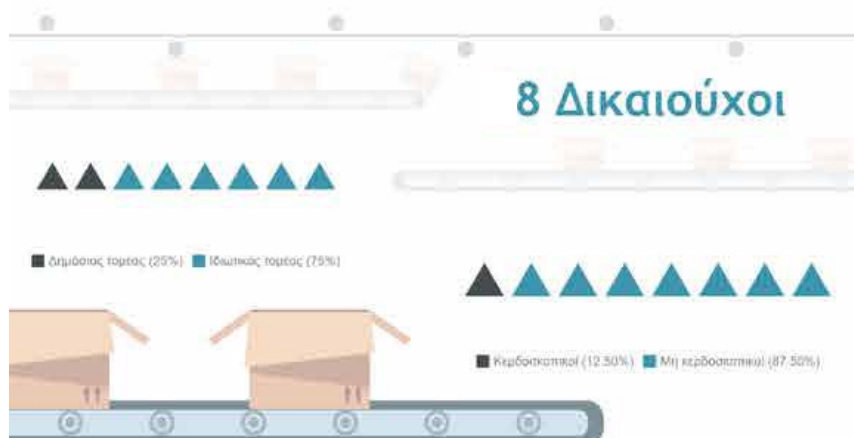 8 Δικαιούχοι
Δημόσιος τομέας (25%) Ιδιωτικός τομέας (75%)
Κερδοσκοπικοί (12.50%) Μη κερδοσκοπικοί (87.50%)